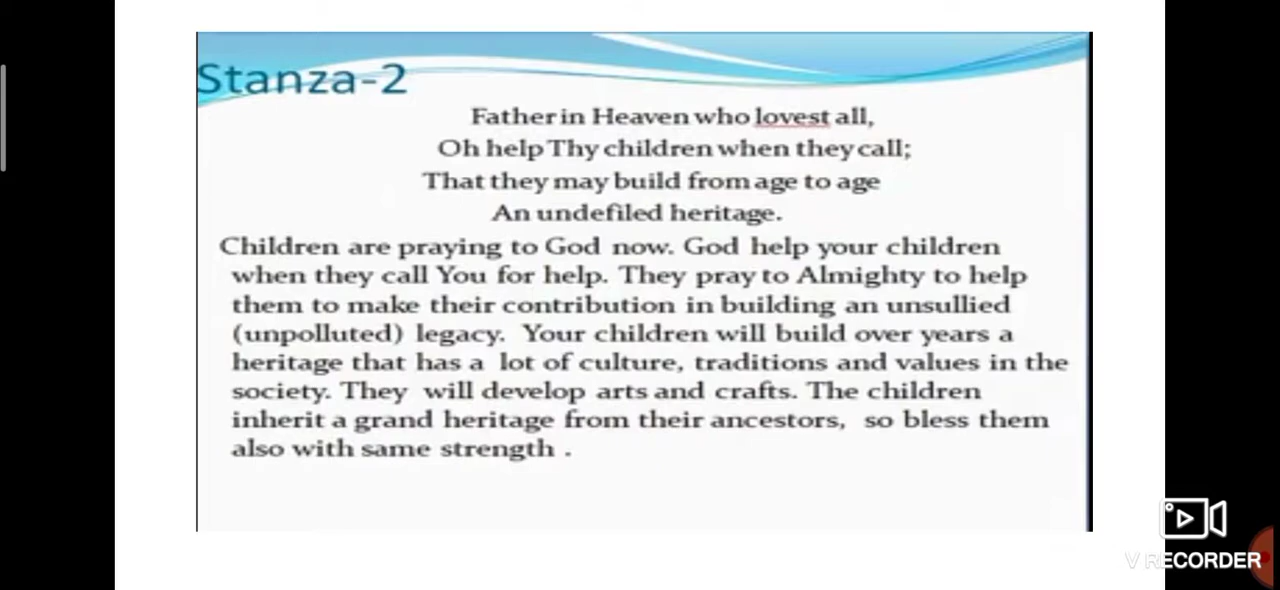 Stanza-2
Father in Heaven who lovest all,
Oh help Thy children when they call;
That they may build from age to age
An undefiled heritage.
Children are praying to God now. God help your children
when they call You for help. They pray to Almighty to help
them to make their contribution in building an unsullied
(unpolluted) legacy. Your children will build over years a
heritage that has a lot of culture, traditions and values in the
society. They will develop arts and crafts. The children
inherit a grand heritage from their ancestors, so bless them
also with same strength .
V RECORDER